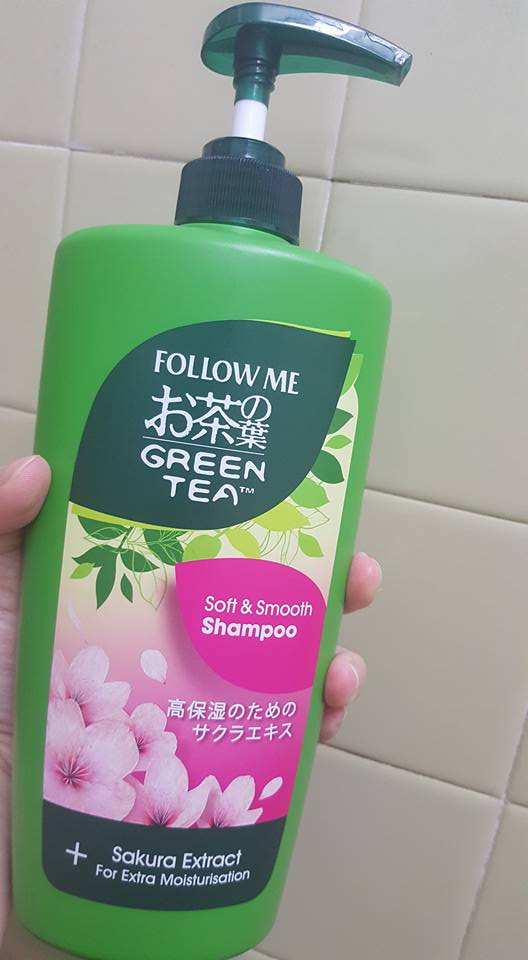 FOLLOW ME
お茶の葉
GREEN
TEA™
Soft & Smooth
Shampoo
高保湿のための
サクラエキス
+ Sakura Extract
For Extra Moisturisation